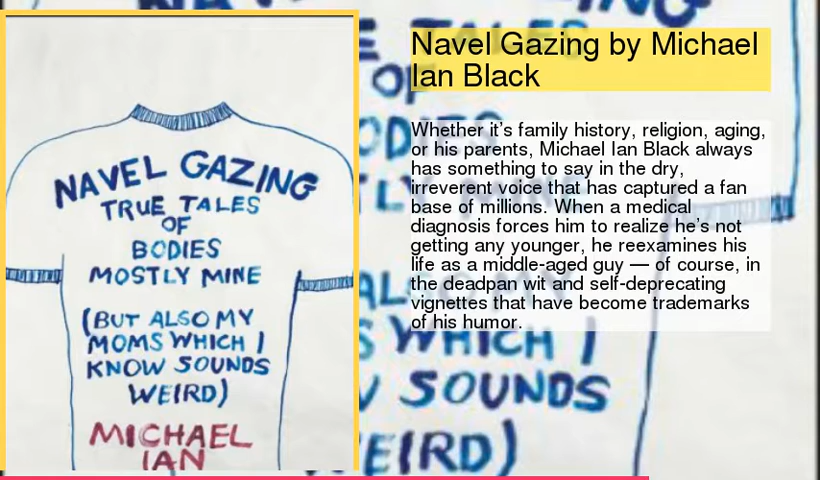 NAVEL GAZING
TRUE TALES
OF
BODIES
MOSTLY MINE
(BUT ALSO MY
MOMS WHICH I
KNOW SOUNDS
WEIRD)
MICHAEL
IAN
Navel Gazing by Michael
Ian Black
Whether it's family history, religion, aging,
or his parents, Michael Ian Black always
has something to say in the dry,
irreverent voice that has captured a fan
base of millions. When a medical
diagnosis forces him to realize he's not
getting any younger, he reexamines his
life as a middle-aged guy — of course, in
the deadpan wit and self-deprecating
vignettes that have become trademarks
of his humor.
WHICH I
SOUNDS
EIRD)